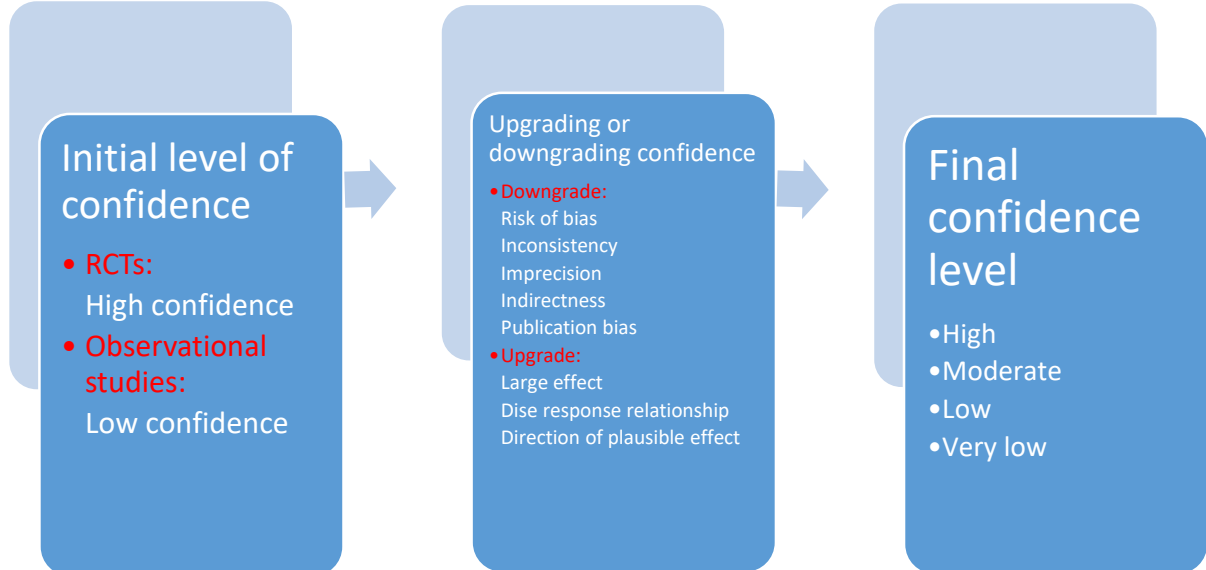 Initial level of
confidence
• RCTs:
High confidence
• Observational
studies:
Low confidence
Upgrading or
downgrading confidence
•Downgrade:
Risk of bias
Inconsistency
Imprecision
Indirectness
Publication bias
•Upgrade:
Large effect
Dise response relationship
Direction of plausible effect
Final
confidence
level
•High
•Moderate
•Low
•Very low